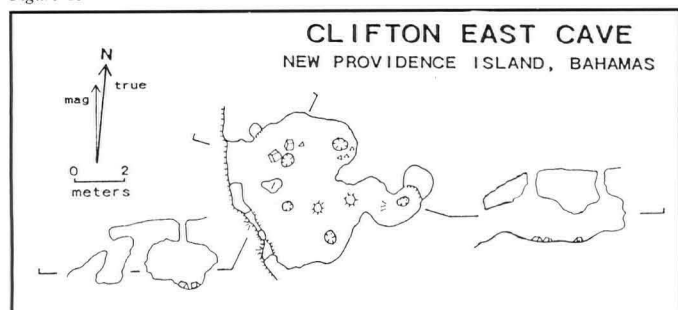 CLIFTON EAST CAVE
NEW PROVIDENCE ISLAND, BAHAMAS
N
true
mag
0 2
meters